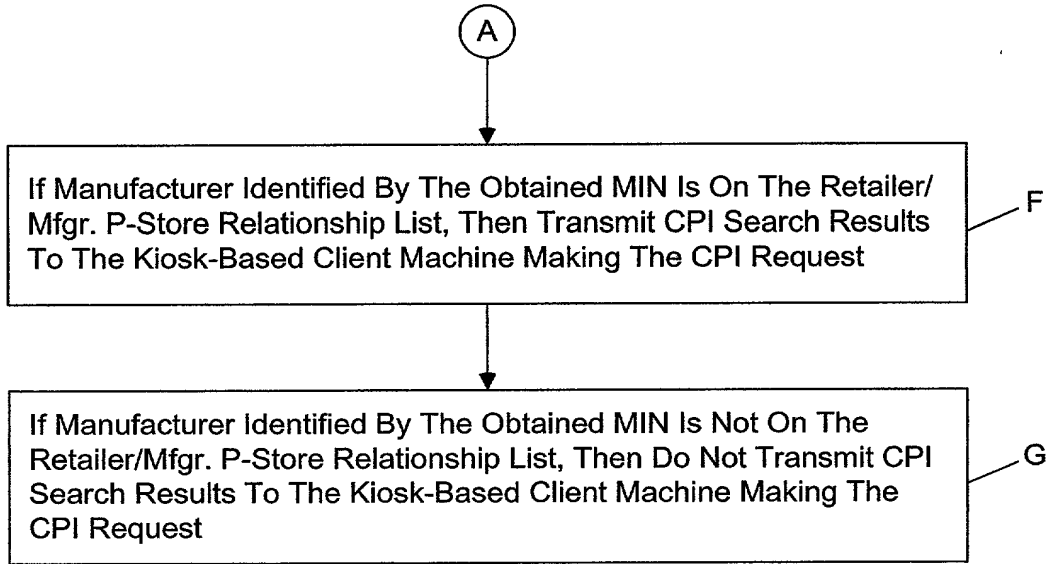 A
If Manufacturer Identified By The Obtained MIN Is On The Retailer/
Mfgr. P-Store Relationship List, Then Transmit CPI Search Results
To The Kiosk-Based Client Machine Making The CPI Request
F
If Manufacturer Identified By The Obtained MIN Is Not On The
Retailer/Mfgr. P-Store Relationship List, Then Do Not Transmit CPI
Search Results To The Kiosk-Based Client Machine Making The
CPI Request
G